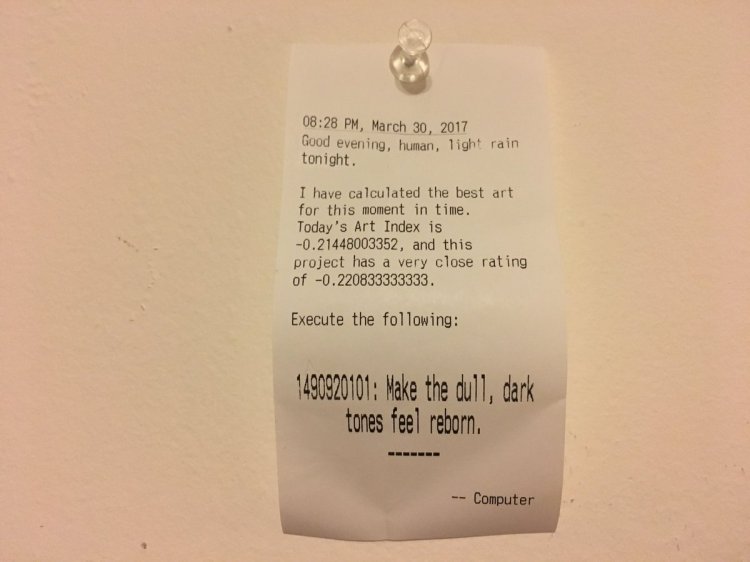 08:28 PM, March 30, 2017
Good evening, human, light rain
tonight.
I have calculated the best art
for this moment in time.
Today's Art Index is
-0.21448003352, and this
project has a very close rating
of -0.220833333333.
Execute the following:
1490920101: Make the dull, dark
tones feel reborn.
-------
-- Computer